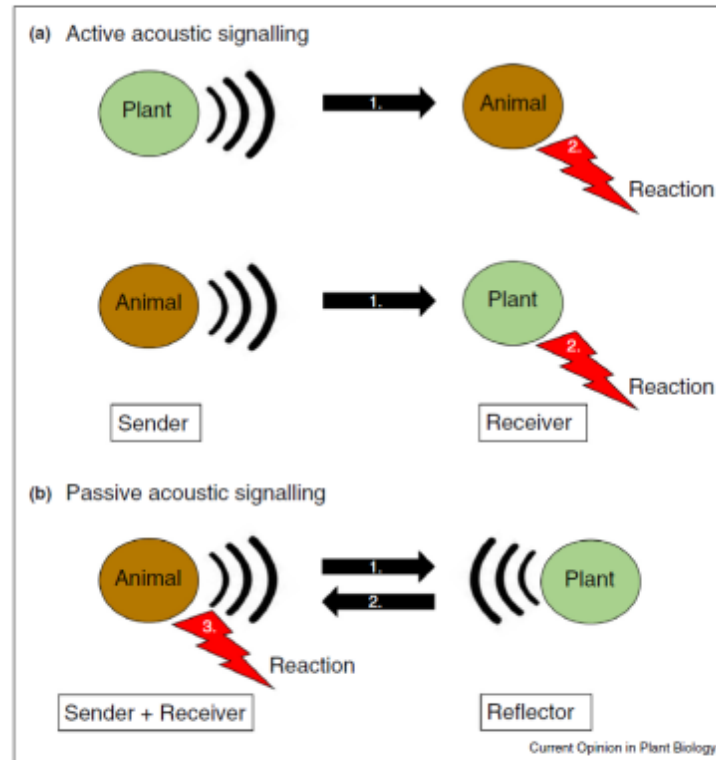 (a) Active acoustic signalling
Plant
1.
Animal
2.
Reaction
Animal
1.
Plant
2.
Reaction
Sender
Receiver
(b) Passive acoustic signalling
Animal
1.
2.
Plant
3.
Reaction
Sender + Receiver
Reflector
Current Opinion in Plant Biology